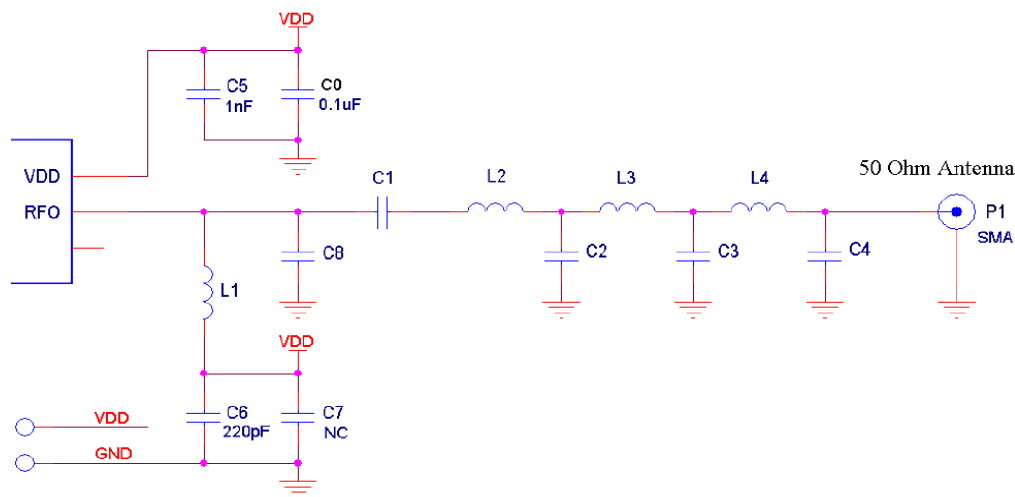 VDD
C5
1nF
C0
0.1uF
VDD
RFO
C1
L2
L3
L4
50 Ohm Antenna
P1
SMA
C8
C2
C3
C4
L1
VDD
C6
220pF
C7
NC
VDD
GND